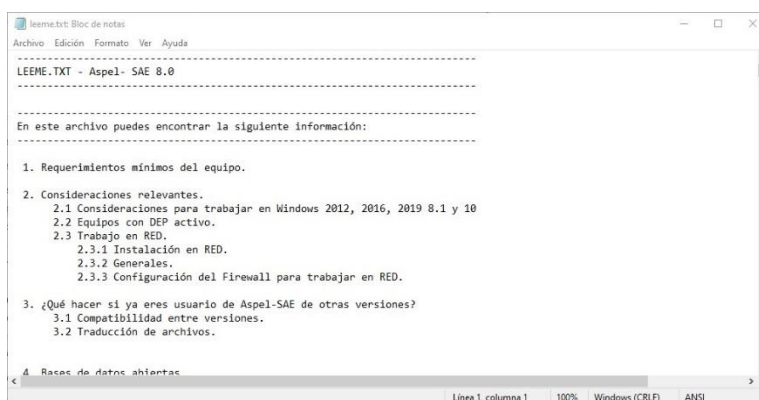 leeme.txt: Bloc de notas
Archivo Edición Formato Ver Ayuda
--------------------------------------------------------------------------
LEEME.TXT - Aspel- SAE 8.0
--------------------------------------------------------------------------
--------------------------------------------------------------------------
En este archivo puedes encontrar la siguiente información:
--------------------------------------------------------------------------
1. Requerimientos mínimos del equipo.
2. Consideraciones relevantes.
2.1 Consideraciones para trabajar en Windows 2012, 2016, 2019 8.1 y 10
2.2 Equipos con DEP activo.
2.3 Trabajo en RED.
2.3.1 Instalación en RED.
2.3.2 Generales.
2.3.3 Configuración del Firewall para trabajar en RED.
3. ¿Qué hacer si ya eres usuario de Aspel-SAE de otras versiones?
3.1 Compatibilidad entre versiones.
3.2 Traducción de archivos.
4. Bases de datos abiertas
Línea 1, columna 1 100% Windows (CRLF) ANSI